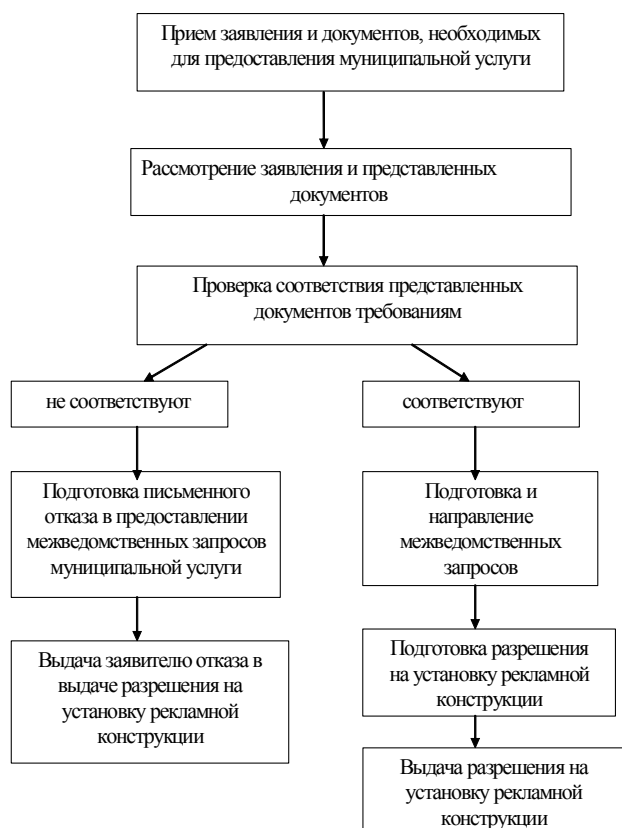 Прием заявления и документов, необходимых
для предоставления муниципальной услуги
Рассмотрение заявления и представленных
документов
Проверка соответствия представленных
документов требованиям
не соответствуют
соответствуют
Подготовка письменного
отказа в предоставлении
межведомственных запросов
муниципальной услуги
Подготовка и
направление
межведомственных
запросов
Выдача заявителю отказа в
выдаче разрешения на
установку рекламной
конструкции
Подготовка разрешения
на установку рекламной
конструкции
Выдача разрешения на
установку рекламной
конструкции